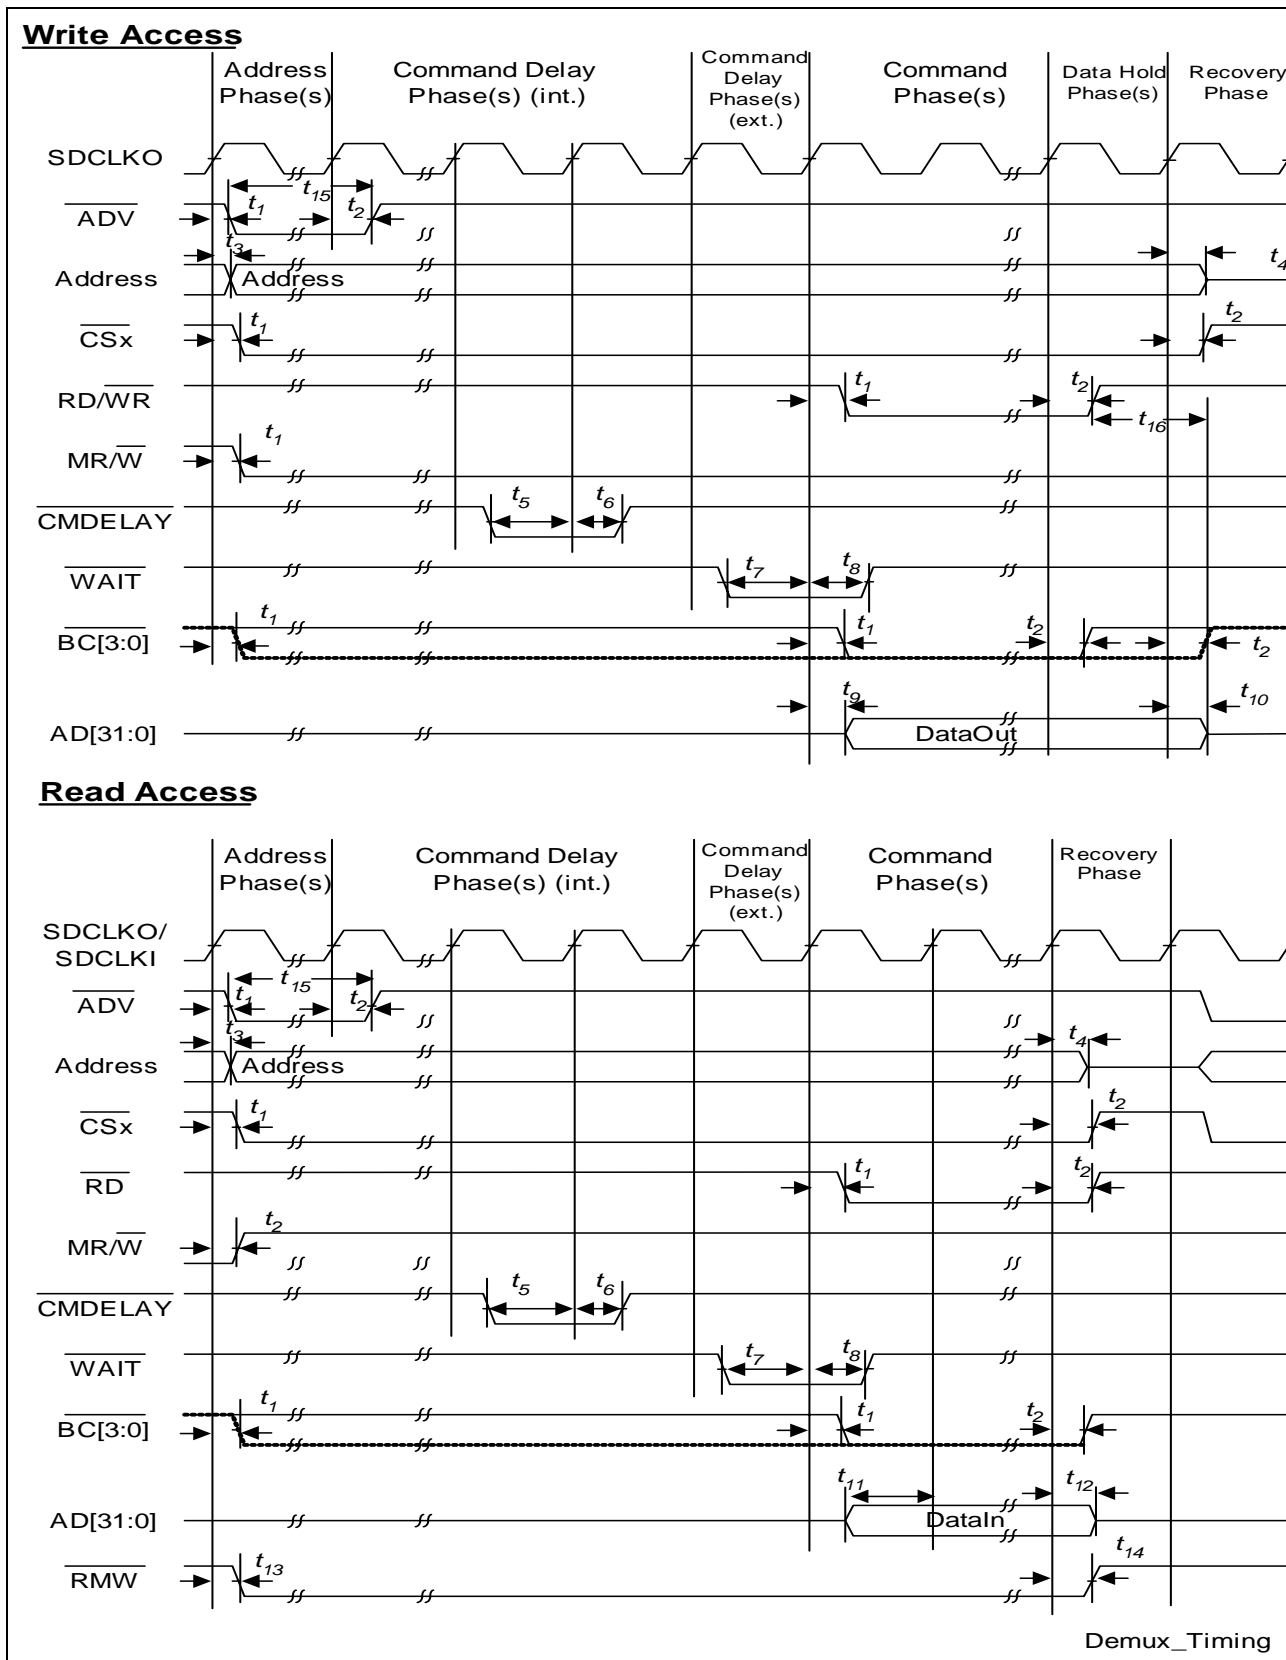 Write Access
Address Phase(s)
Command Delay Phase(s) (int.)
Command Delay Phase(s) (ext.)
Command Phase(s)
Data Hold Phase(s)
Recovery Phase
SDCLKO
t15
ADV
t1
t2
t3
Address
Address
t4
CSx
t1
t2
RD/WR
t1
t2
t16
MR/W
t1
CMDELAY
t5
t6
WAIT
t7
t8
BC[3:0]
t1
t1
t2
t2
AD[31:0]
t9
DataOut
t10
Read Access
Address Phase(s)
Command Delay Phase(s) (int.)
Command Delay Phase(s) (ext.)
Command Phase(s)
Recovery Phase
SDCLKO/
SDCLKI
t15
ADV
t1
t2
t3
Address
Address
t4
CSx
t1
t2
RD
t1
t2
MR/W
t2
CMDELAY
t5
t6
WAIT
t7
t8
BC[3:0]
t1
t1
t2
AD[31:0]
t11
DataIn
t12
RMW
t13
t14
Demux_Timing